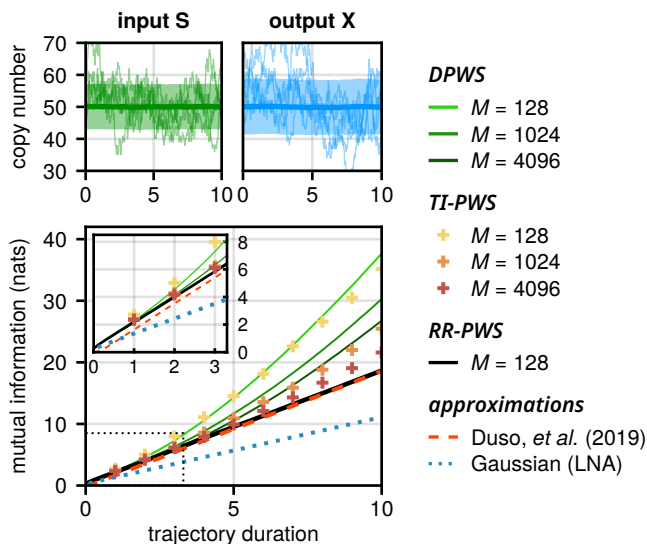 input S
output X
copy number
70
60
50
40
30
0
5
10
0
5
10
mutual information (nats)
40
30
20
10
0
8
6
4
2
0
0
1
2
3
0
5
10
trajectory duration
DPWS
M = 128
M = 1024
M = 4096
TI-PWS
M = 128
M = 1024
M = 4096
RR-PWS
M = 128
approximations
Duso, et al. (2019)
Gaussian (LNA)